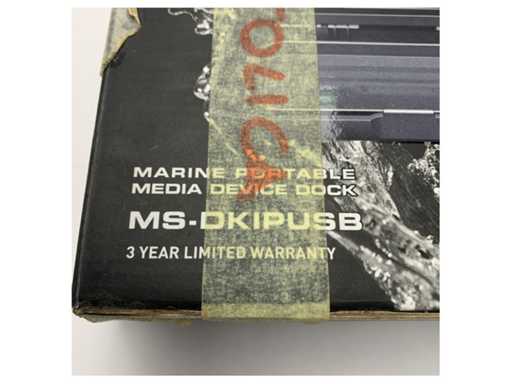 MARINE PORTABLE
MEDIA DEVICE DOCK
MS-DKIPUSB
3 YEAR LIMITED WARRANTY